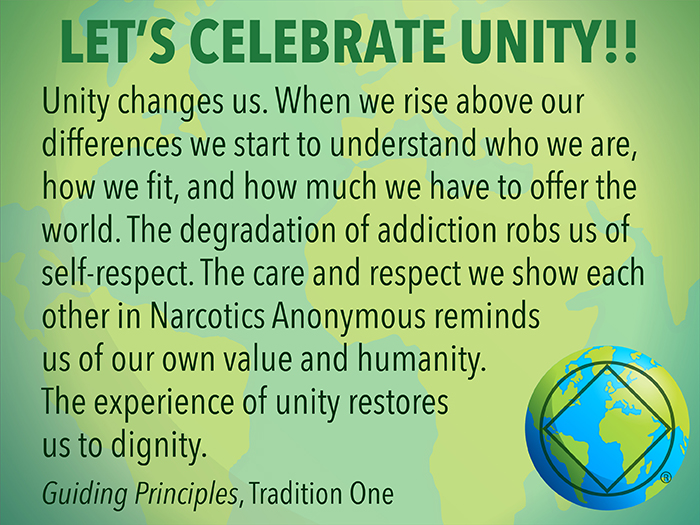 LET'S CELEBRATE UNITY!!
Unity changes us. When we rise above our
differences we start to understand who we are,
how we fit, and how much we have to offer the
world. The degradation of addiction robs us of
self-respect. The care and respect we show each
other in Narcotics Anonymous reminds
us of our own value and humanity.
The experience of unity restores
us to dignity.
Guiding Principles, Tradition One
®